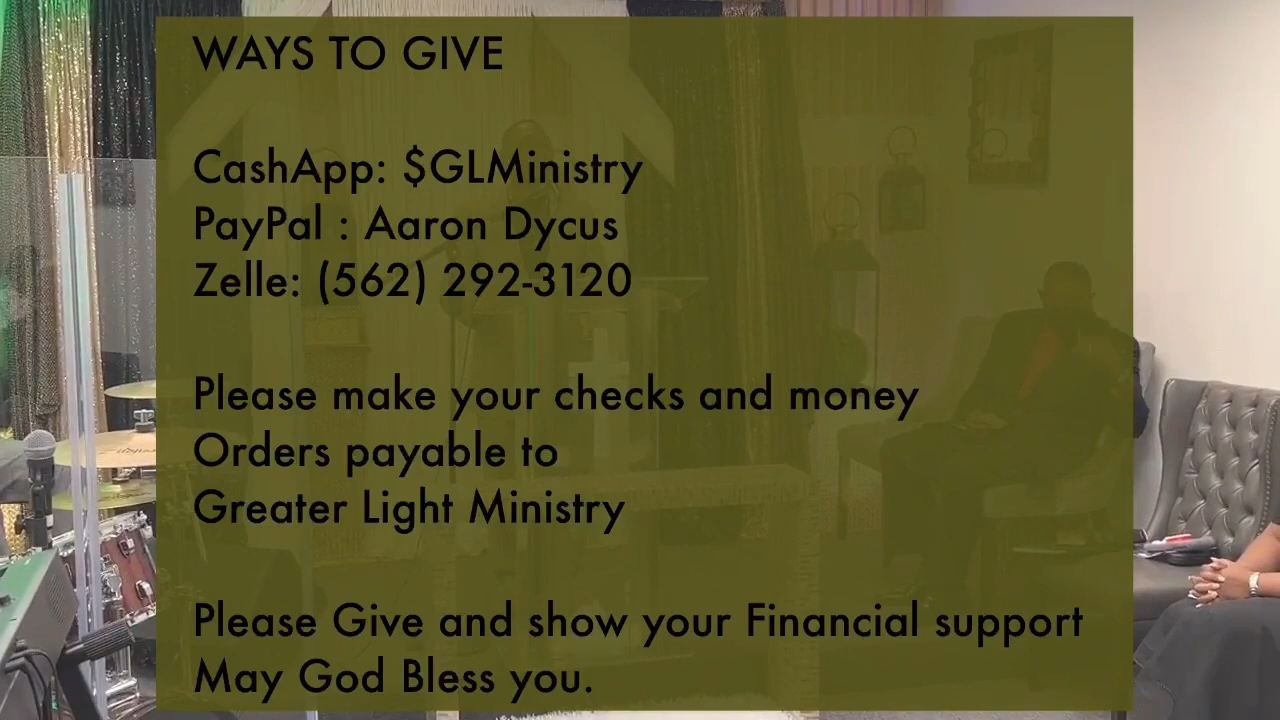 WAYS TO GIVE
CashApp: $GLMinistry
PayPal : Aaron Dycus
Zelle: (562) 292-3120
Please make your checks and money
Orders payable to
Greater Light Ministry
Please Give and show your Financial support
May God Bless you.